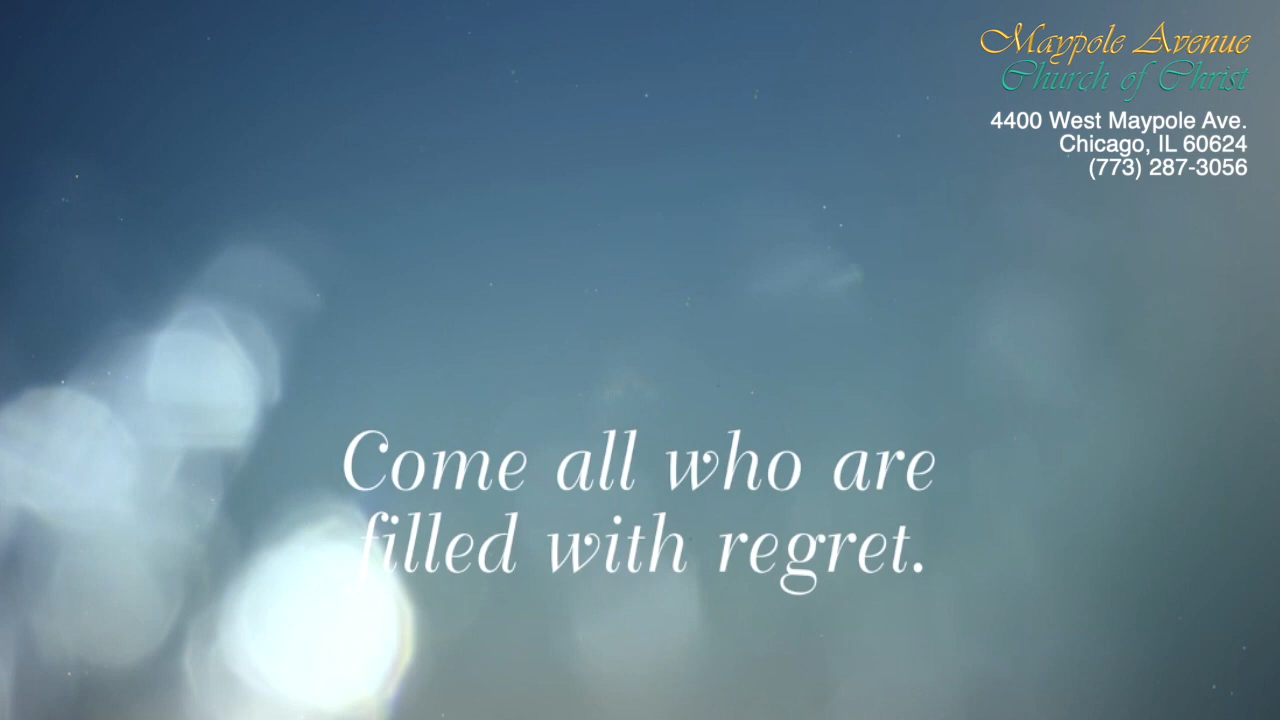 Maypole Avenue
Church of Christ
4400 West Maypole Ave.
Chicago, IL 60624
(773) 287-3056
Come all who are
filled with regret.